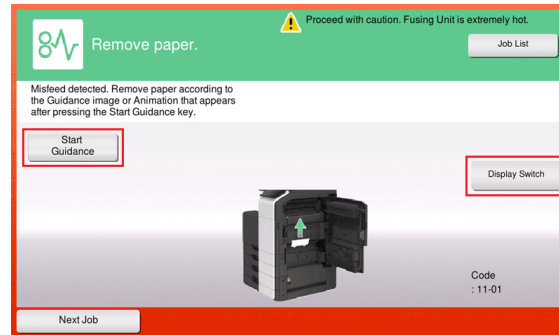 Proceed with caution. Fusing Unit is extremely hot.
Remove paper.
Job List
Misfeed detected. Remove paper according to
the Guidance image or Animation that appears
after pressing the Start Guidance key.
Start
Guidance
Display Switch
Code
: 11-01
Next Job